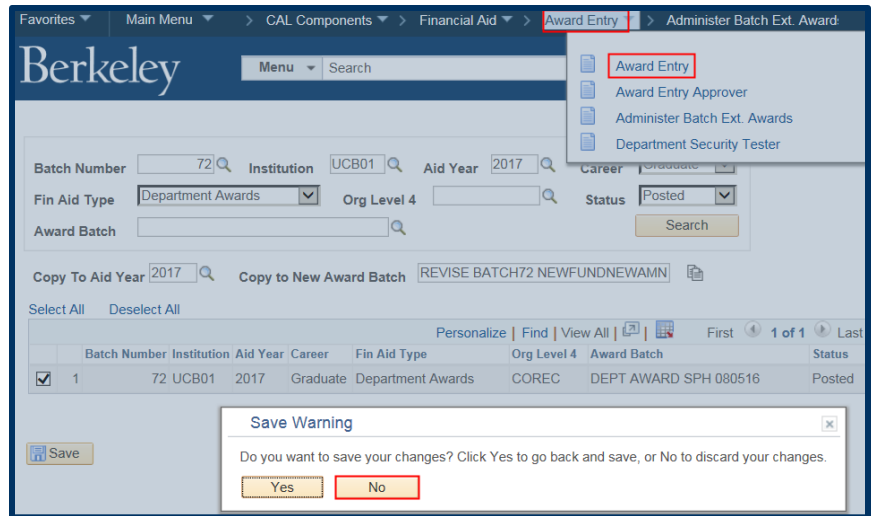 Favorites Main Menu > CAL Components > Financial Aid > Award Entry > Administer Batch Ext. Award
Berkeley Menu Search
Award Entry
Award Entry Approver
Administer Batch Ext. Awards
Department Security Tester
Batch Number 72 Institution UCB01 Aid Year 2017 Career Graduate
Fin Aid Type Department Awards Org Level 4 Status Posted
Award Batch Search
Copy To Aid Year 2017 Copy to New Award Batch REVISE BATCH72 NEWFUNDNEWAMN
Select All Deselect All
Personalize | Find | View All | | First 1 of 1 Last
Batch Number Institution Aid Year Career Fin Aid Type Org Level 4 Award Batch Status
1 72 UCB01 2017 Graduate Department Awards COREC DEPT AWARD SPH 080516 Posted
Save Warning
Save
Do you want to save your changes? Click Yes to go back and save, or No to discard your changes.
Yes No